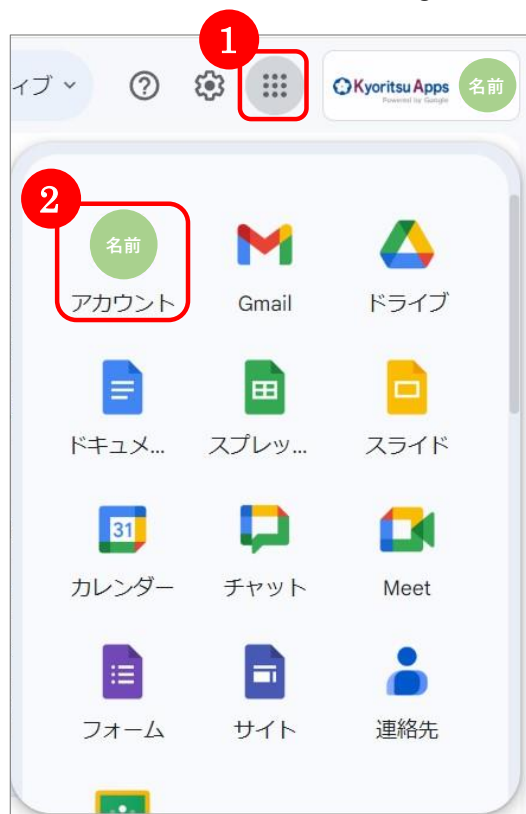 1
ィブ
Kyoritsu Apps
Powered by Google
名前
2
名前
アカウント
Gmail
ドライブ
ドキュメ...
スプレッ...
スライド
31
カレンダー
チャット
Meet
フォーム
サイト
連絡先